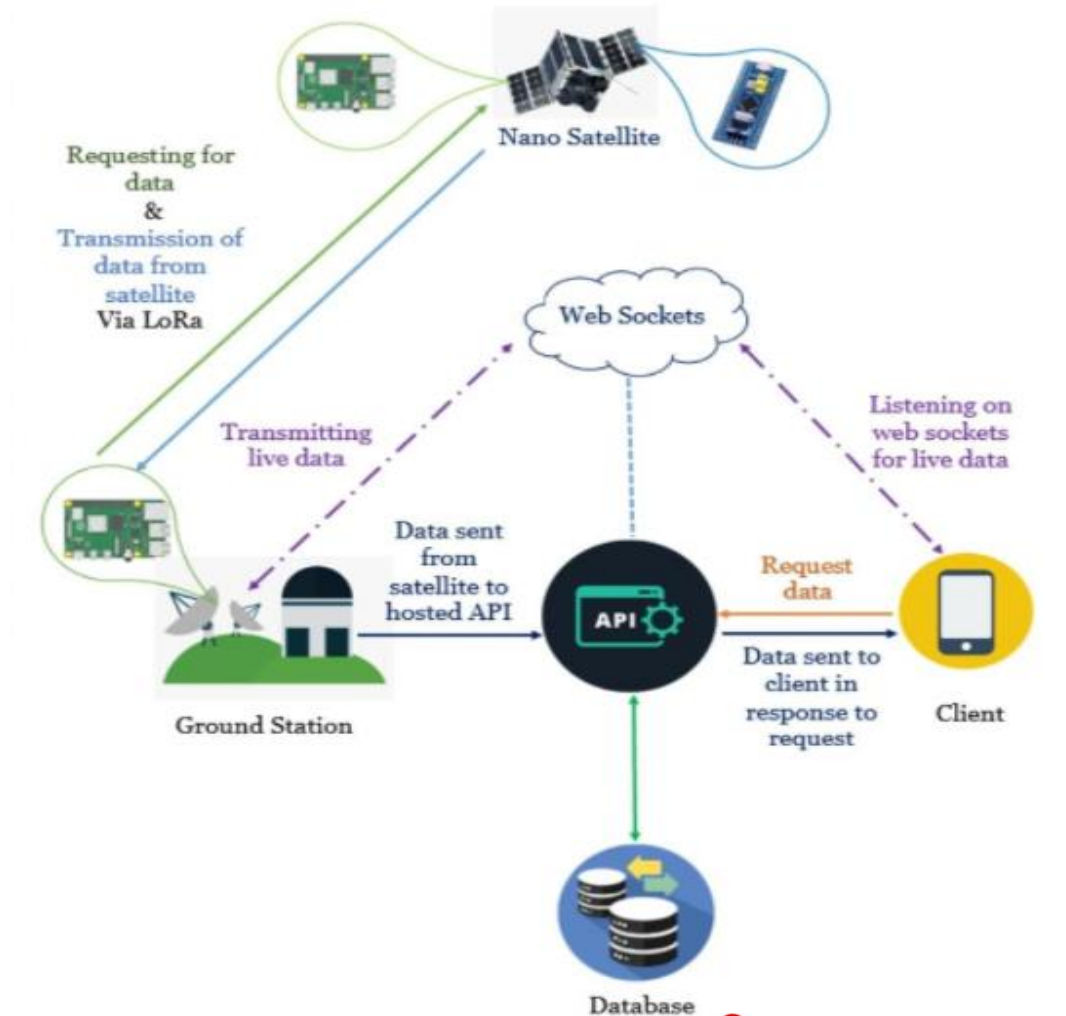 Nano Satellite
Requesting for
data
&
Transmission of
data from
satellite
Via LoRa
Web Sockets
Transmitting
live data
Listening on
web sockets
for live data
Data sent
from
satellite to
hosted API
API
Request
data
Data sent to
client in
response to
request
Ground Station
Client
Database